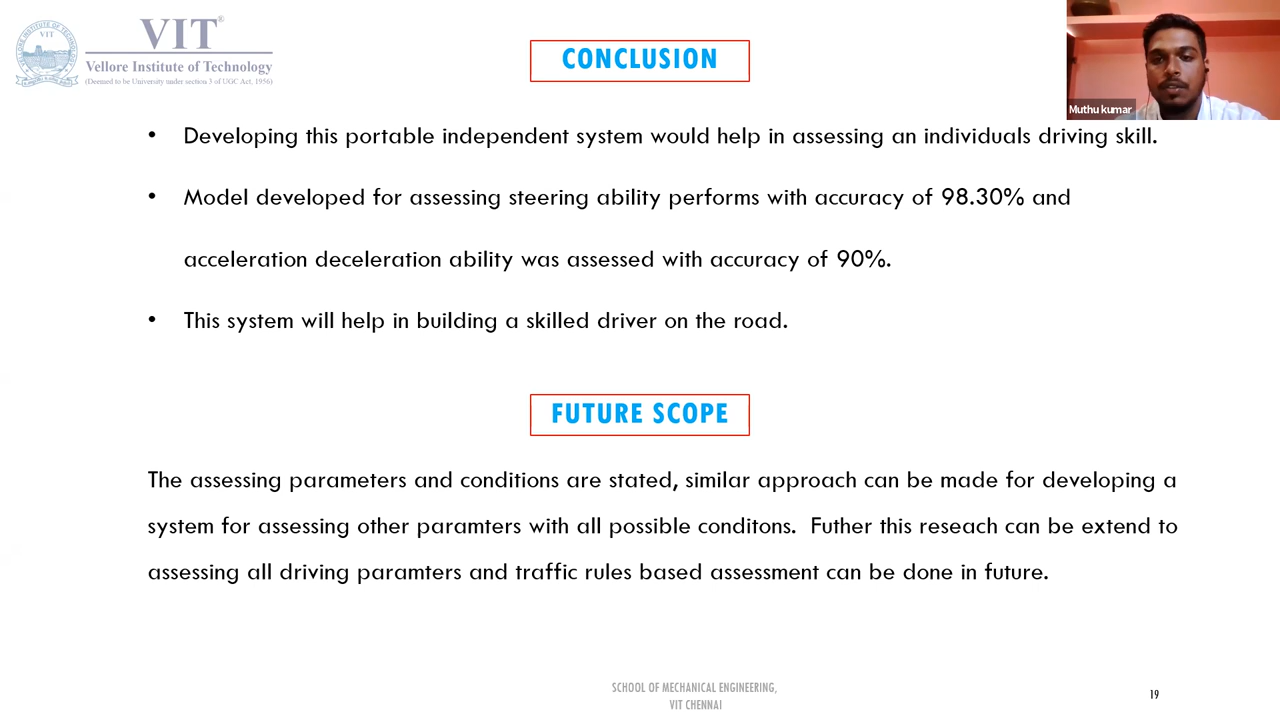 VIT®
Vellore Institute of Technology
(Deemed to be University under section 3 of UGC Act, 1956)
VIT
CONCLUSION
Muthu kumar
• Developing this portable independent system would help in assessing an individuals driving skill.
• Model developed for assessing steering ability performs with accuracy of 98.30% and
acceleration deceleration ability was assessed with accuracy of 90%.
• This system will help in building a skilled driver on the road.
FUTURE SCOPE
The assessing parameters and conditions are stated, similar approach can be made for developing a
system for assessing other paramters with all possible conditons. Futher this reseach can be extend to
assessing all driving paramters and traffic rules based assessment can be done in future.
SCHOOL OF MECHANICAL ENGINEERING,
VIT CHENNAI
19